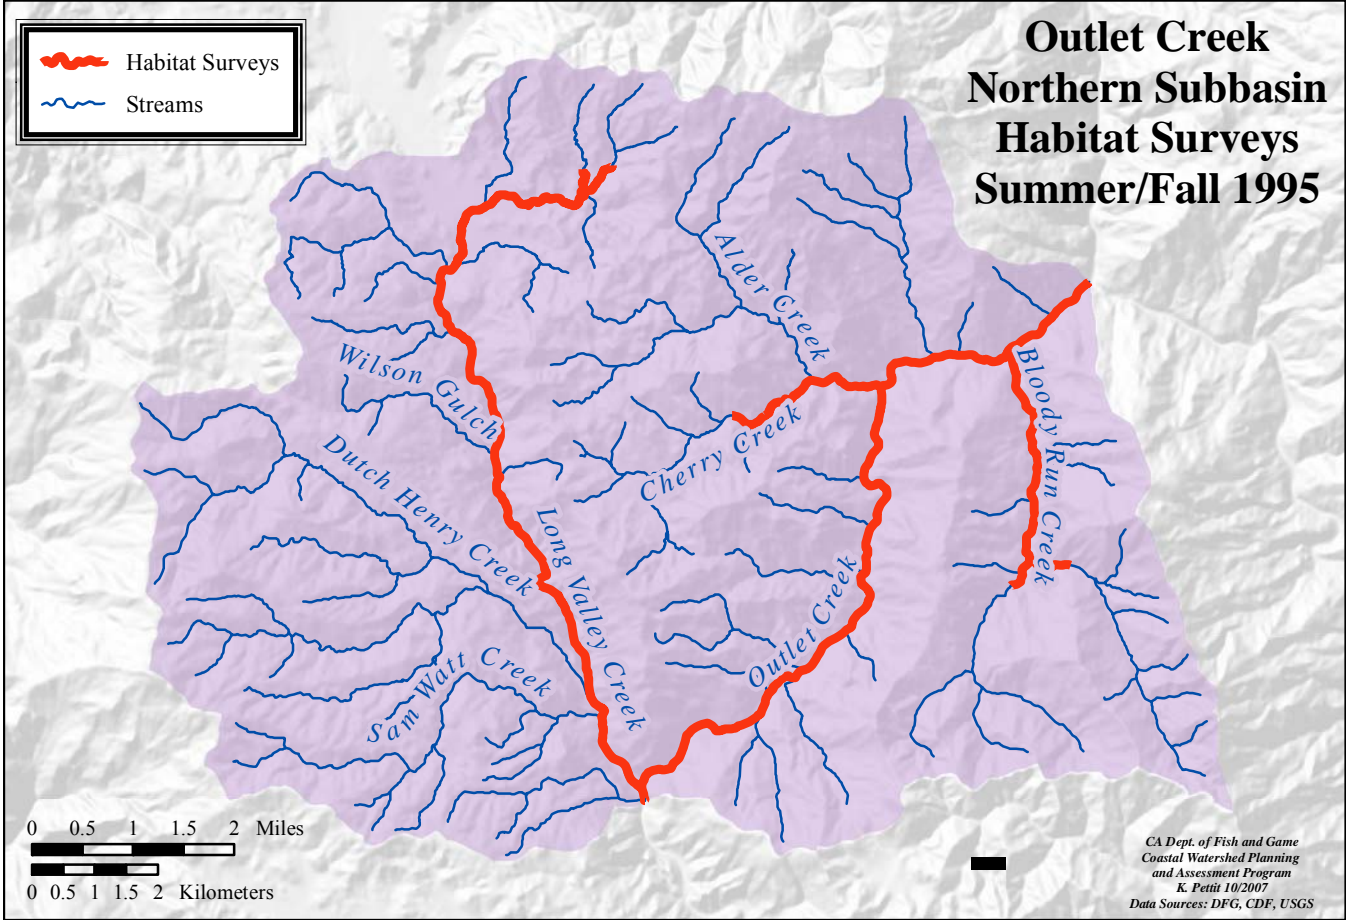 Habitat Surveys
Streams
Outlet Creek
Northern Subbasin
Habitat Surveys
Summer/Fall 1995
Alder Creek
Wilson Gulch
Bloody Run Creek
Dutch Henry Creek
Cherry Creek
Long Valley Creek
Outlet Creek
Sam Watt Creek
0 0.5 1 1.5 2 Miles
0 0.5 1 1.5 2 Kilometers
CA Dept. of Fish and Game
Coastal Watershed Planning
and Assessment Program
K. Pettit 10/2007
Data Sources: DFG, CDF, USGS